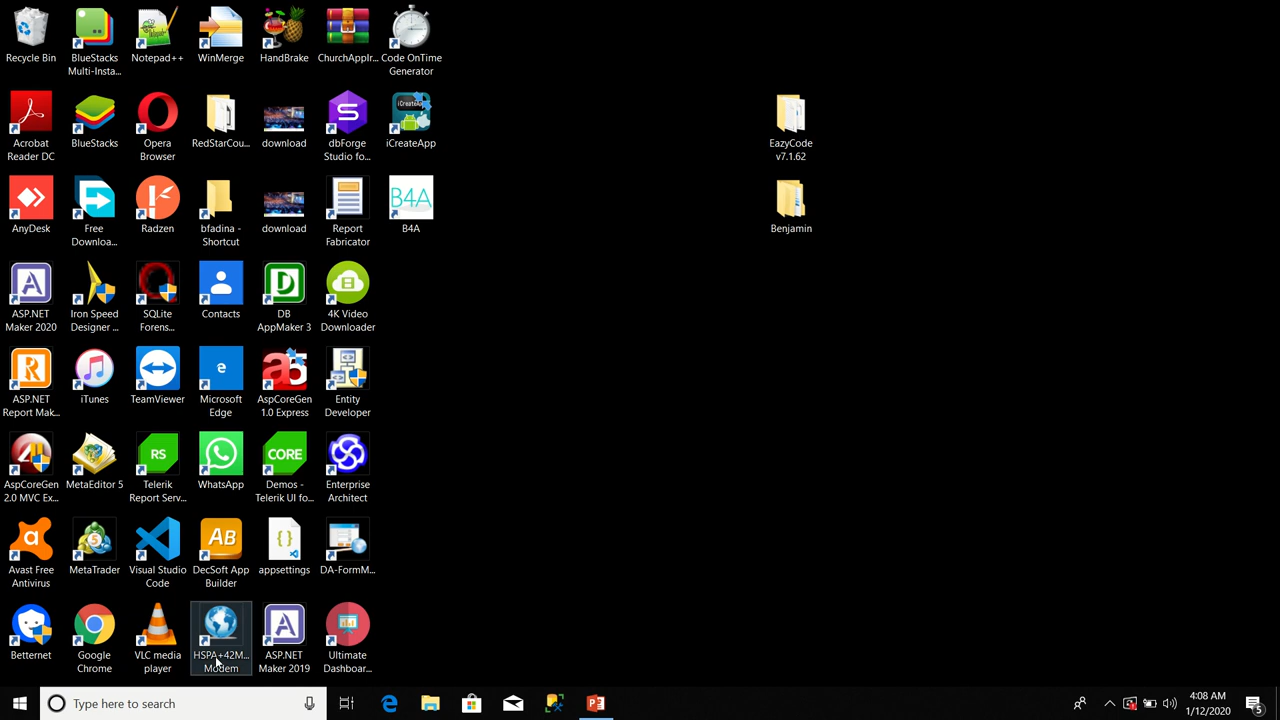 Recycle Bin
BlueStacks
Multi-Insta...
Notepad++
WinMerge
HandBrake
ChurchAppIr...
Code OnTime
Generator
Acrobat
Reader DC
BlueStacks
Opera
Browser
RedStarCou...
download
S
dbForge
Studio fo...
iCreateApp
iCreateApp
EazyCode
v7.1.62
AnyDesk
Free
Downloa...
Radzen
bfadina -
Shortcut
download
Report
Fabricator
B4A
B4A
Benjamin
A
ASP.NET
Maker 2020
Iron Speed
Designer ...
SQLite
Forens...
Contacts
D
DB
AppMaker 3
4K Video
Downloader
R
ASP.NET
Report Mak...
iTunes
TeamViewer
e
Microsoft
Edge
a5
AspCoreGen
1.0 Express
Entity
Developer
AspCoreGen
2.0 MVC Ex...
MetaEditor 5
RS
Telerik
Report Serv...
WhatsApp
CORE
Demos -
Telerik UI fo...
Enterprise
Architect
Avast Free
Antivirus
5
MetaTrader
Visual Studio
Code
AB
DecSoft App
Builder
{ }
appsettings
DA-FormM...
Betternet
Google
Chrome
VLC media
player
HSPA+42M...
Modem
A
ASP.NET
Maker 2019
Ultimate
Dashboar...
Type here to search
4:08 AM
1/12/2020
5